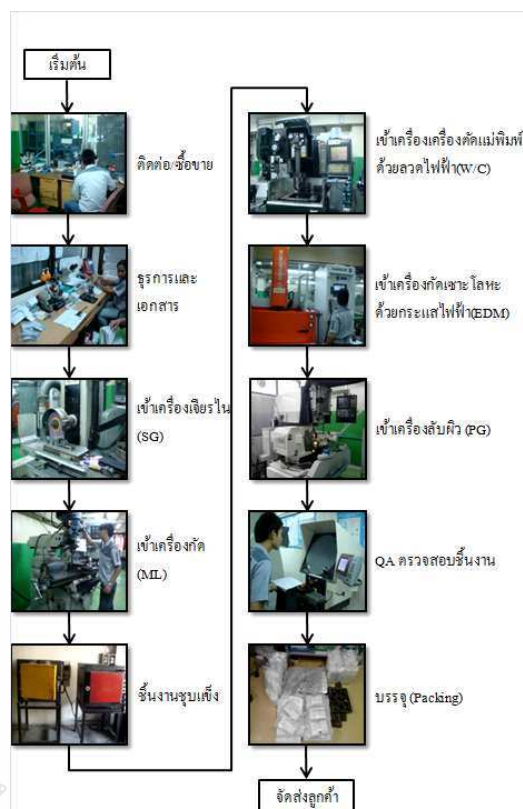 เริ่มต้น
ติดต่อ/ซื้อขาย
ธุรการและ
เอกสาร
เข้าเครื่องเจียรไน
(SG)
เข้าเครื่องกัด
(ML)
ชิ้นงานชุบแข็ง
เข้าเครื่องเครื่องตัดแม่พิมพ์
ด้วยลวดไฟฟ้า(W/C)
เข้าเครื่องกัดเซาะโลหะ
ด้วยกระแสไฟฟ้า(EDM)
เข้าเครื่องลับผิว (PG)
QA ตรวจสอบชิ้นงาน
บรรจุ (Packing)
จัดส่งลูกค้า